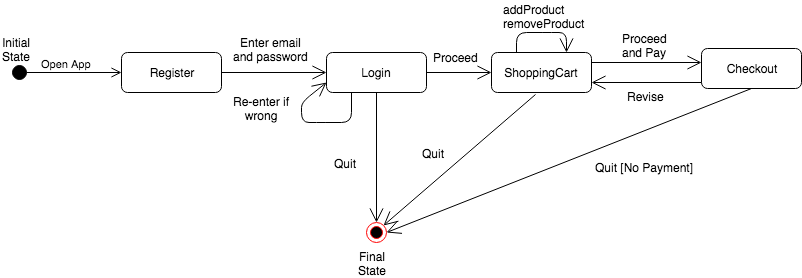 addProduct
removeProduct
Initial
State
Open App
Register
Enter email
and password
Login
Proceed
ShoppingCart
Proceed
and Pay
Checkout
Re-enter if
wrong
Revise
Quit
Quit
Quit [No Payment]
Final
State